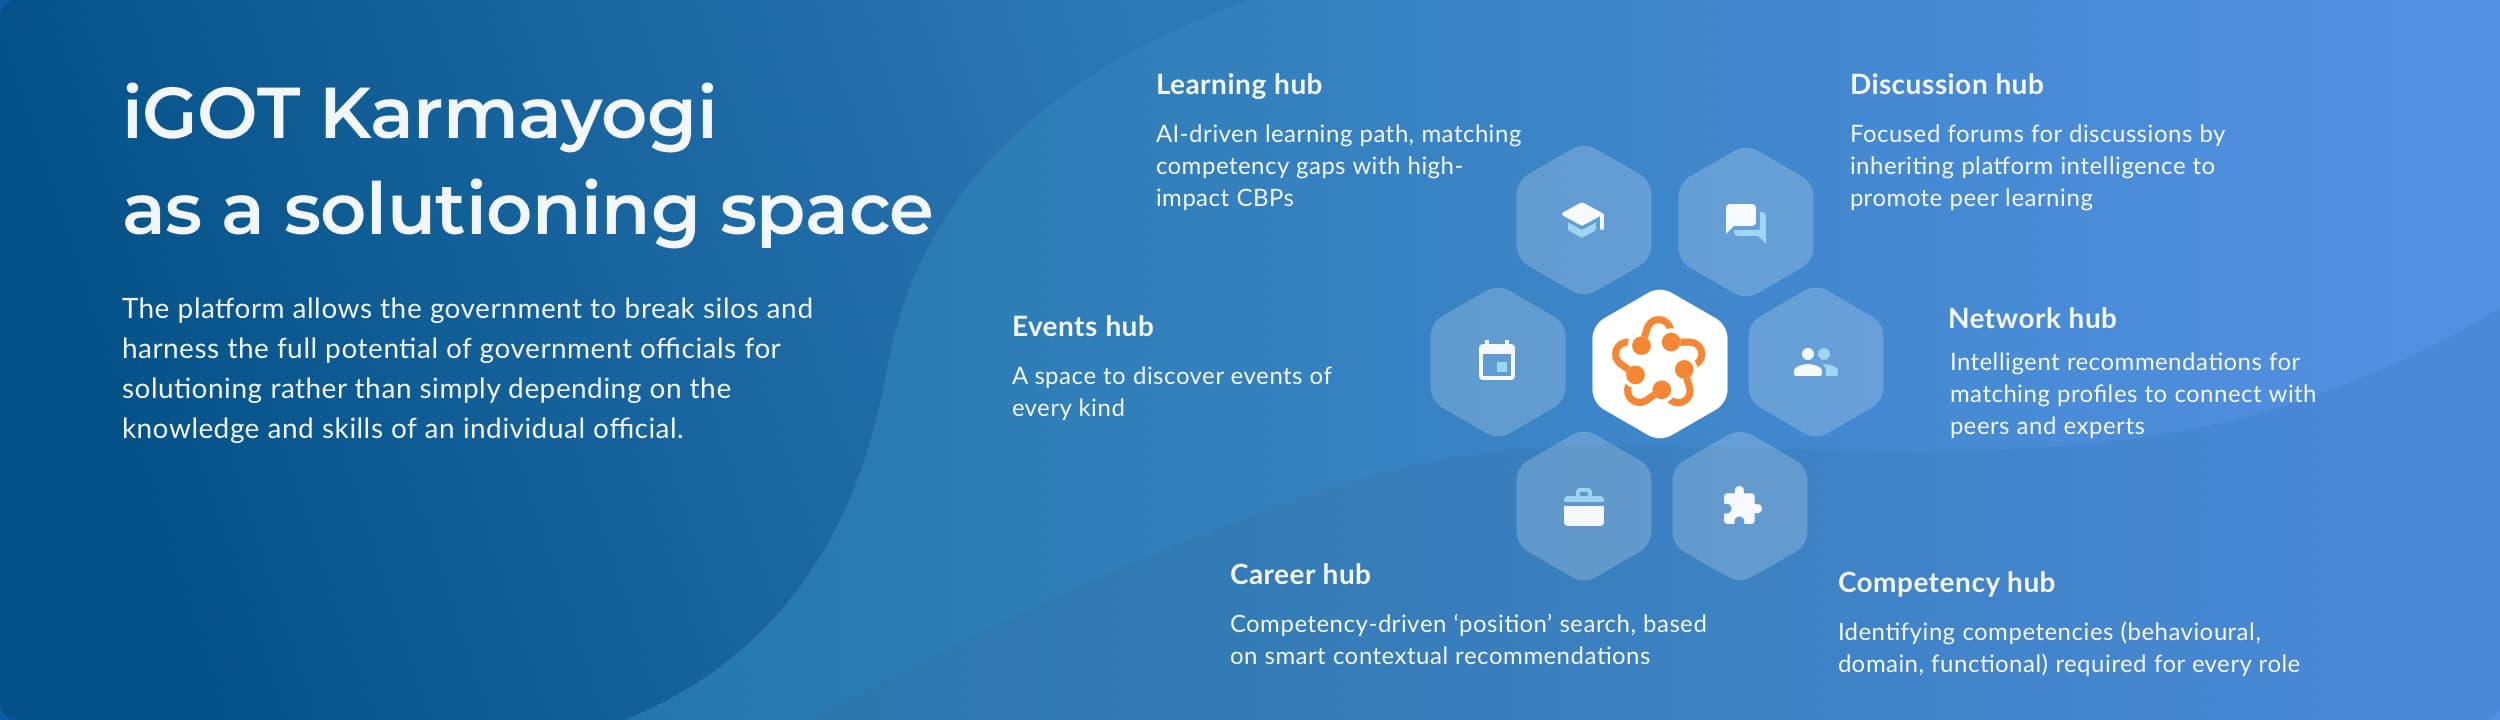 iGOT Karmayogi
as a solutioning space
The platform allows the government to break silos and
harness the full potential of government officials for
solutioning rather than simply depending on the
knowledge and skills of an individual official.
Learning hub
AI-driven learning path, matching
competency gaps with high-
impact CBPs
Discussion hub
Focused forums for discussions by
inheriting platform intelligence to
promote peer learning
Events hub
A space to discover events of
every kind
Network hub
Intelligent recommendations for
matching profiles to connect with
peers and experts
Career hub
Competency-driven ‘position’ search, based
on smart contextual recommendations
Competency hub
Identifying competencies (behavioural,
domain, functional) required for every role